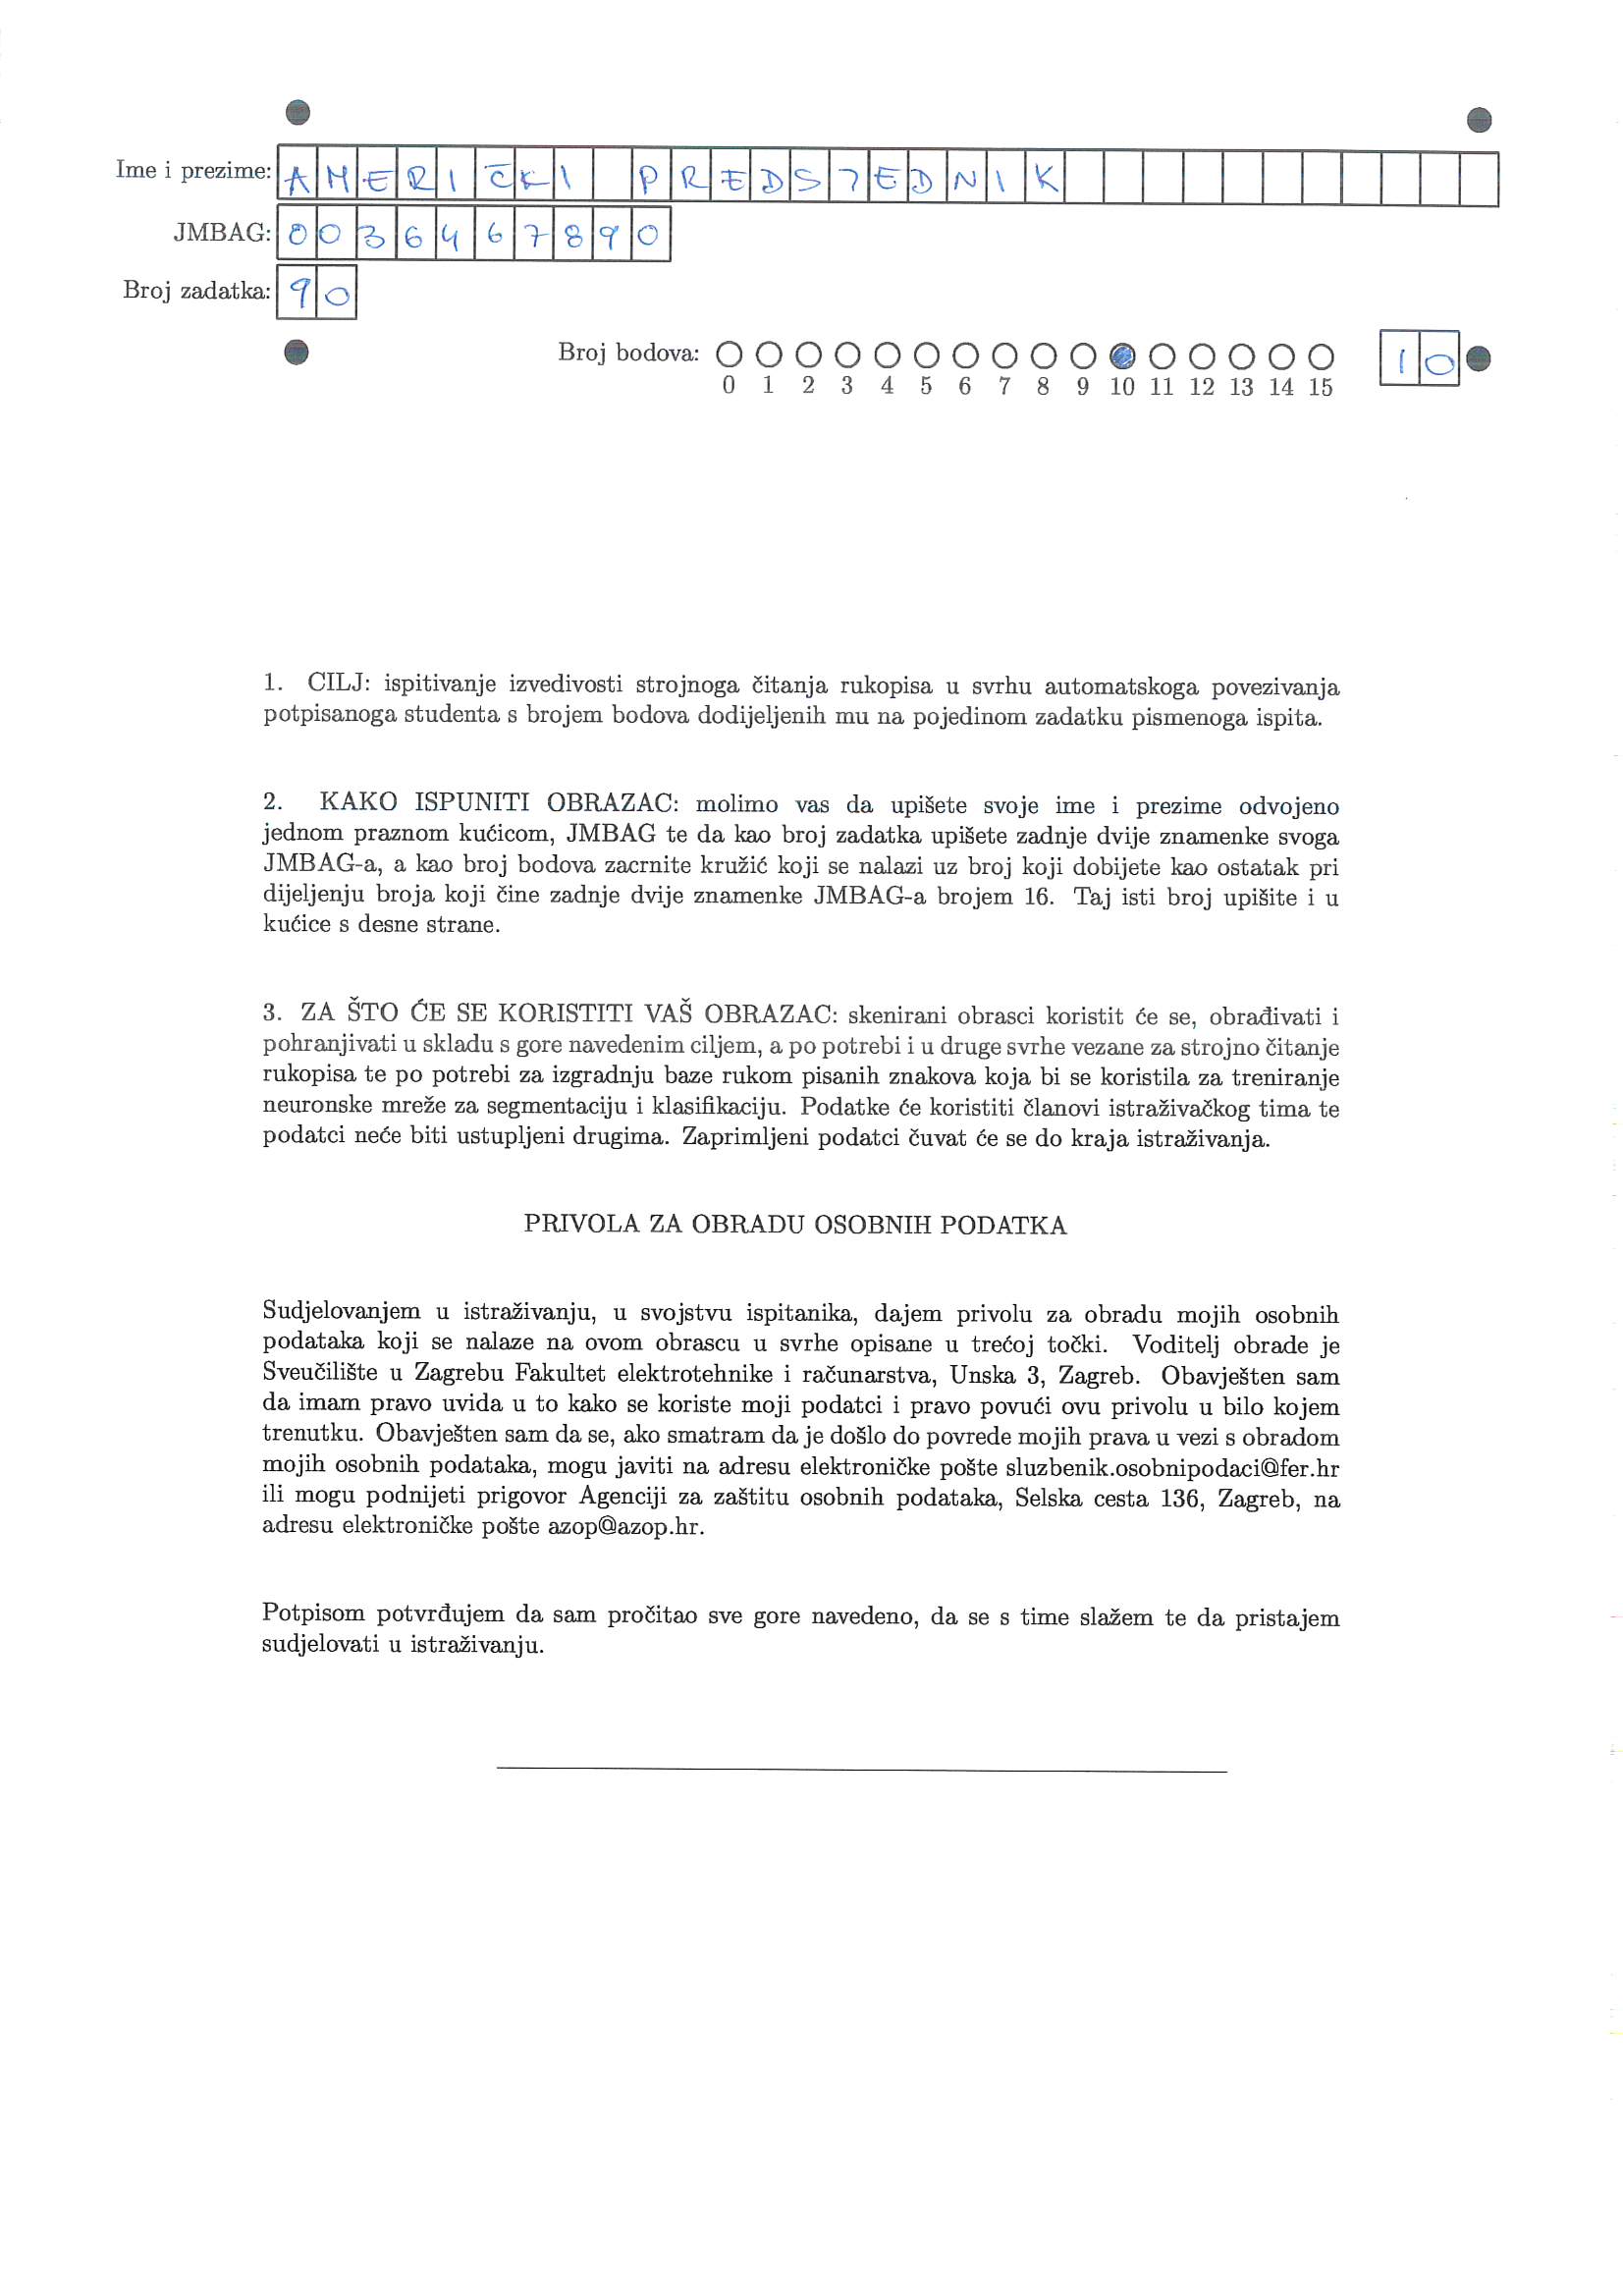 Ime i prezime: AMERIČKI PREDSJEDNIK
JMBAG: 0036467890
Broj zadatka: 90
Broj bodova: 10
0 1 2 3 4 5 6 7 8 9 10 11 12 13 14 15
1. CILJ: ispitivanje izvedivosti strojnoga čitanja rukopisa u svrhu automatskoga povezivanja
potpisanoga studenta s brojem bodova dodijeljenih mu na pojedinom zadatku pismenoga ispita.
2. KAKO ISPUNITI OBRAZAC: molimo vas da upišete svoje ime i prezime odvojeno
jednom praznom kućicom, JMBAG te da kao broj zadatka upišete zadnje dvije znamenke svoga
JMBAG-a, a kao broj bodova zacrnite kružić koji se nalazi uz broj koji dobijete kao ostatak pri
dijeljenju broja koji čine zadnje dvije znamenke JMBAG-a brojem 16. Taj isti broj upišite i u
kućice s desne strane.
3. ZA ŠTO ĆE SE KORISTITI VAŠ OBRAZAC: skenirani obrasci koristit će se, obrađivati i
pohranjivati u skladu s gore navedenim ciljem, a po potrebi i u druge svrhe vezane za strojno čitanje
rukopisa te po potrebi za izgradnju baze rukom pisanih znakova koja bi se koristila za treniranje
neuronske mreže za segmentaciju i klasifikaciju. Podatke će koristiti članovi istraživačkog tima te
podatci neće biti ustupljeni drugima. Zaprimljeni podatci čuvat će se do kraja istraživanja.
PRIVOLA ZA OBRADU OSOBNIH PODATKA
Sudjelovanjem u istraživanju, u svojstvu ispitanika, dajem privolu za obradu mojih osobnih
podataka koji se nalaze na ovom obrascu u svrhe opisane u trećoj točki. Voditelj obrade je
Sveučilište u Zagrebu Fakultet elektrotehnike i računarstva, Unska 3, Zagreb. Obavješten sam
da imam pravo uvida u to kako se koriste moji podatci i pravo povući ovu privolu u bilo kojem
trenutku. Obavješten sam da se, ako smatram da je došlo do povrede mojih prava u vezi s obradom
mojih osobnih podataka, mogu javiti na adresu elektroničke pošte sluzbenik.osobnipodaci@fer.hr
ili mogu podnijeti prigovor Agenciji za zaštitu osobnih podataka, Selska cesta 136, Zagreb, na
adresu elektroničke pošte azop@azop.hr.
Potpisom potvrđujem da sam pročitao sve gore navedeno, da se s time slažem te da pristajem
sudjelovati u istraživanju.